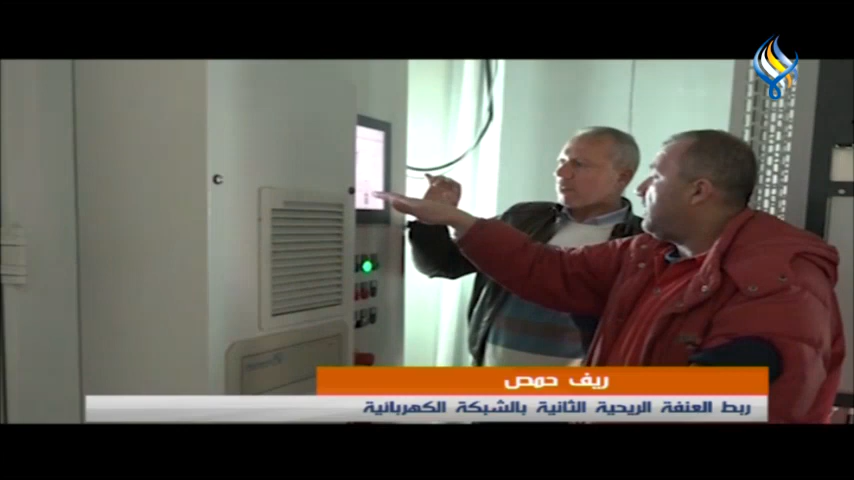 ريف حمص
ربط العنفة الريحية الثانية بالشبكة الكهربائية